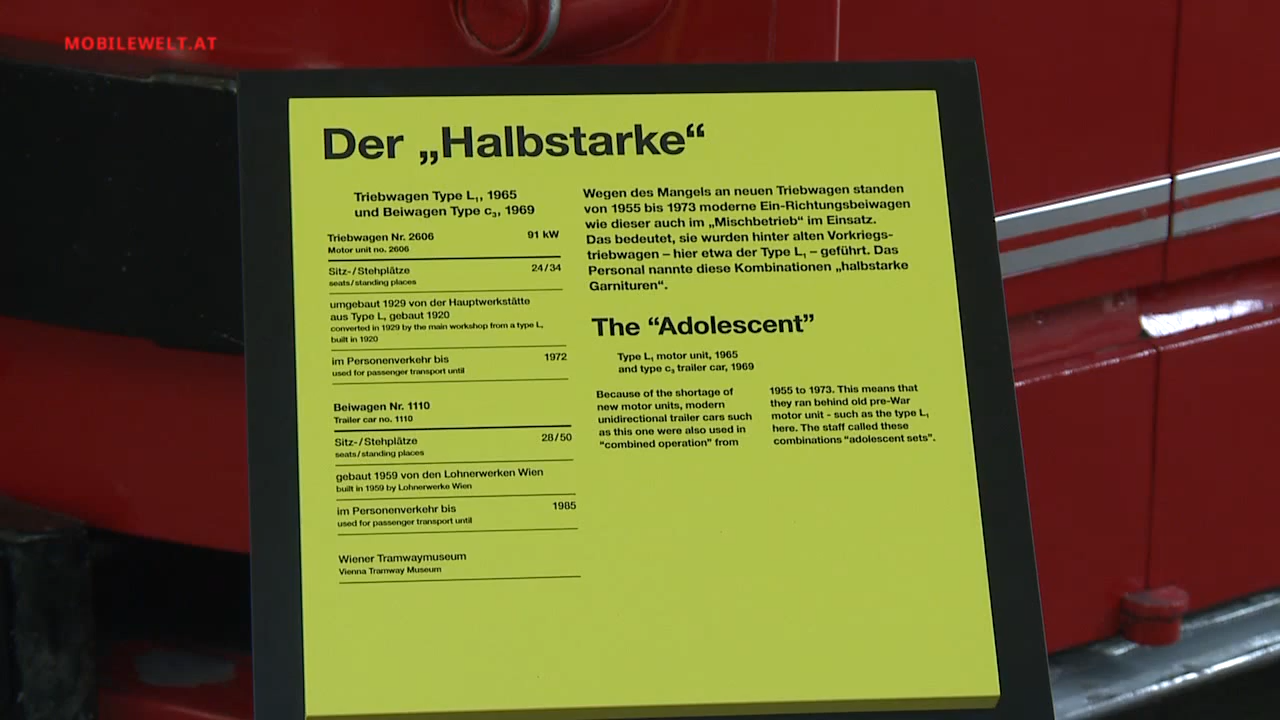 MOBILEWELT.AT
Der „Halbstarke“
Triebwagen Type L₁, 1965
und Beiwagen Type c₃, 1969
Triebwagen Nr. 2606 91 kW
Motor unit no. 2606
Sitz-/Stehplätze 24/34
seats/standing places
umgebaut 1929 von der Hauptwerkstätte
aus Type L, gebaut 1920
converted in 1929 by the main workshop from a type L,
built in 1920
im Personenverkehr bis 1972
used for passenger transport until
Beiwagen Nr. 1110
Trailer car no. 1110
Sitz-/Stehplätze 28/50
seats/standing places
gebaut 1959 von den Lohnerwerken Wien
built in 1959 by Lohnerwerke Wien
im Personenverkehr bis 1985
used for passenger transport until
Wiener Tramwaymuseum
Vienna Tramway Museum
Wegen des Mangels an neuen Triebwagen standen
von 1955 bis 1973 moderne Ein-Richtungsbeiwagen
wie dieser auch im „Mischbetrieb“ im Einsatz.
Das bedeutet, sie wurden hinter alten Vorkriegs-
triebwagen – hier etwa der Type L₁ – geführt. Das
Personal nannte diese Kombinationen „halbstarke
Garnituren“.
The “Adolescent”
Type L₁ motor unit, 1965
and type c₃ trailer car, 1969
Because of the shortage of
new motor units, modern
unidirectional trailer cars such
as this one were also used in
“combined operation” from
1955 to 1973. This means that
they ran behind old pre-War
motor unit - such as the type L₁
here. The staff called these
combinations “adolescent sets”.